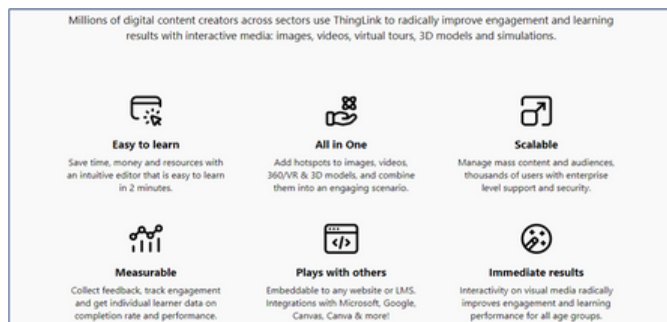 Millions of digital content creators across sectors use ThingLink to radically improve engagement and learning
results with interactive media: images, videos, virtual tours, 3D models and simulations.
Easy to learn
Save time, money and resources with
an intuitive editor that is easy to learn
in 2 minutes.
All in One
Add hotspots to images, videos,
360/VR & 3D models, and combine
them into an engaging scenario.
Scalable
Manage mass content and audiences,
thousands of users with enterprise
level support and security.
Measurable
Collect feedback, track engagement
and get individual learner data on
completion rate and performance.
Plays with others
Embeddable to any website or LMS.
Integrations with Microsoft, Google,
Canvas, Canva & more!
Immediate results
Interactivity on visual media radically
improves engagement and learning
performance for all age groups.